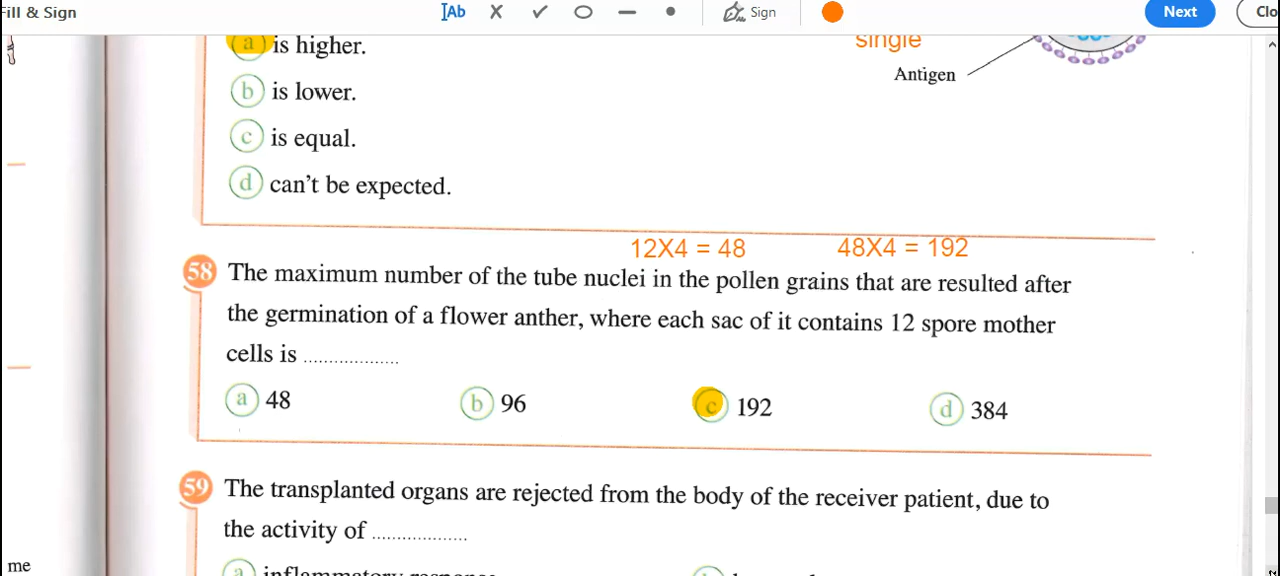 Fill & Sign
Ab
Sign
Next
Clo
a is higher.
single
Antigen
b is lower.
c is equal.
d can't be expected.
12X4 = 48 48X4 = 192
58 The maximum number of the tube nuclei in the pollen grains that are resulted after
the germination of a flower anther, where each sac of it contains 12 spore mother
cells is ...................
a 48 b 96 c 192 d 384
59 The transplanted organs are rejected from the body of the receiver patient, due to
the activity of ...................
me
a inflammatory response
b